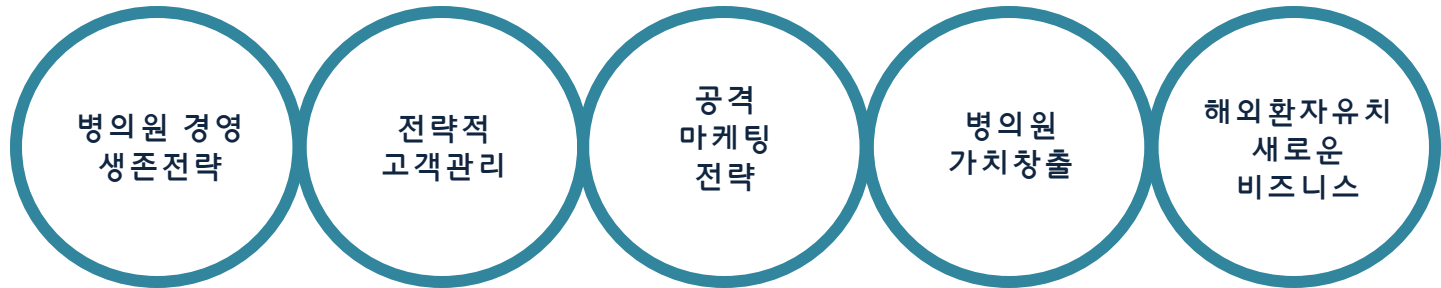 병의원 경영
생존전략
전략적
고객관리
공격
마케팅
전략
병의원
가치창출
해외환자유치
새로운
비즈니스